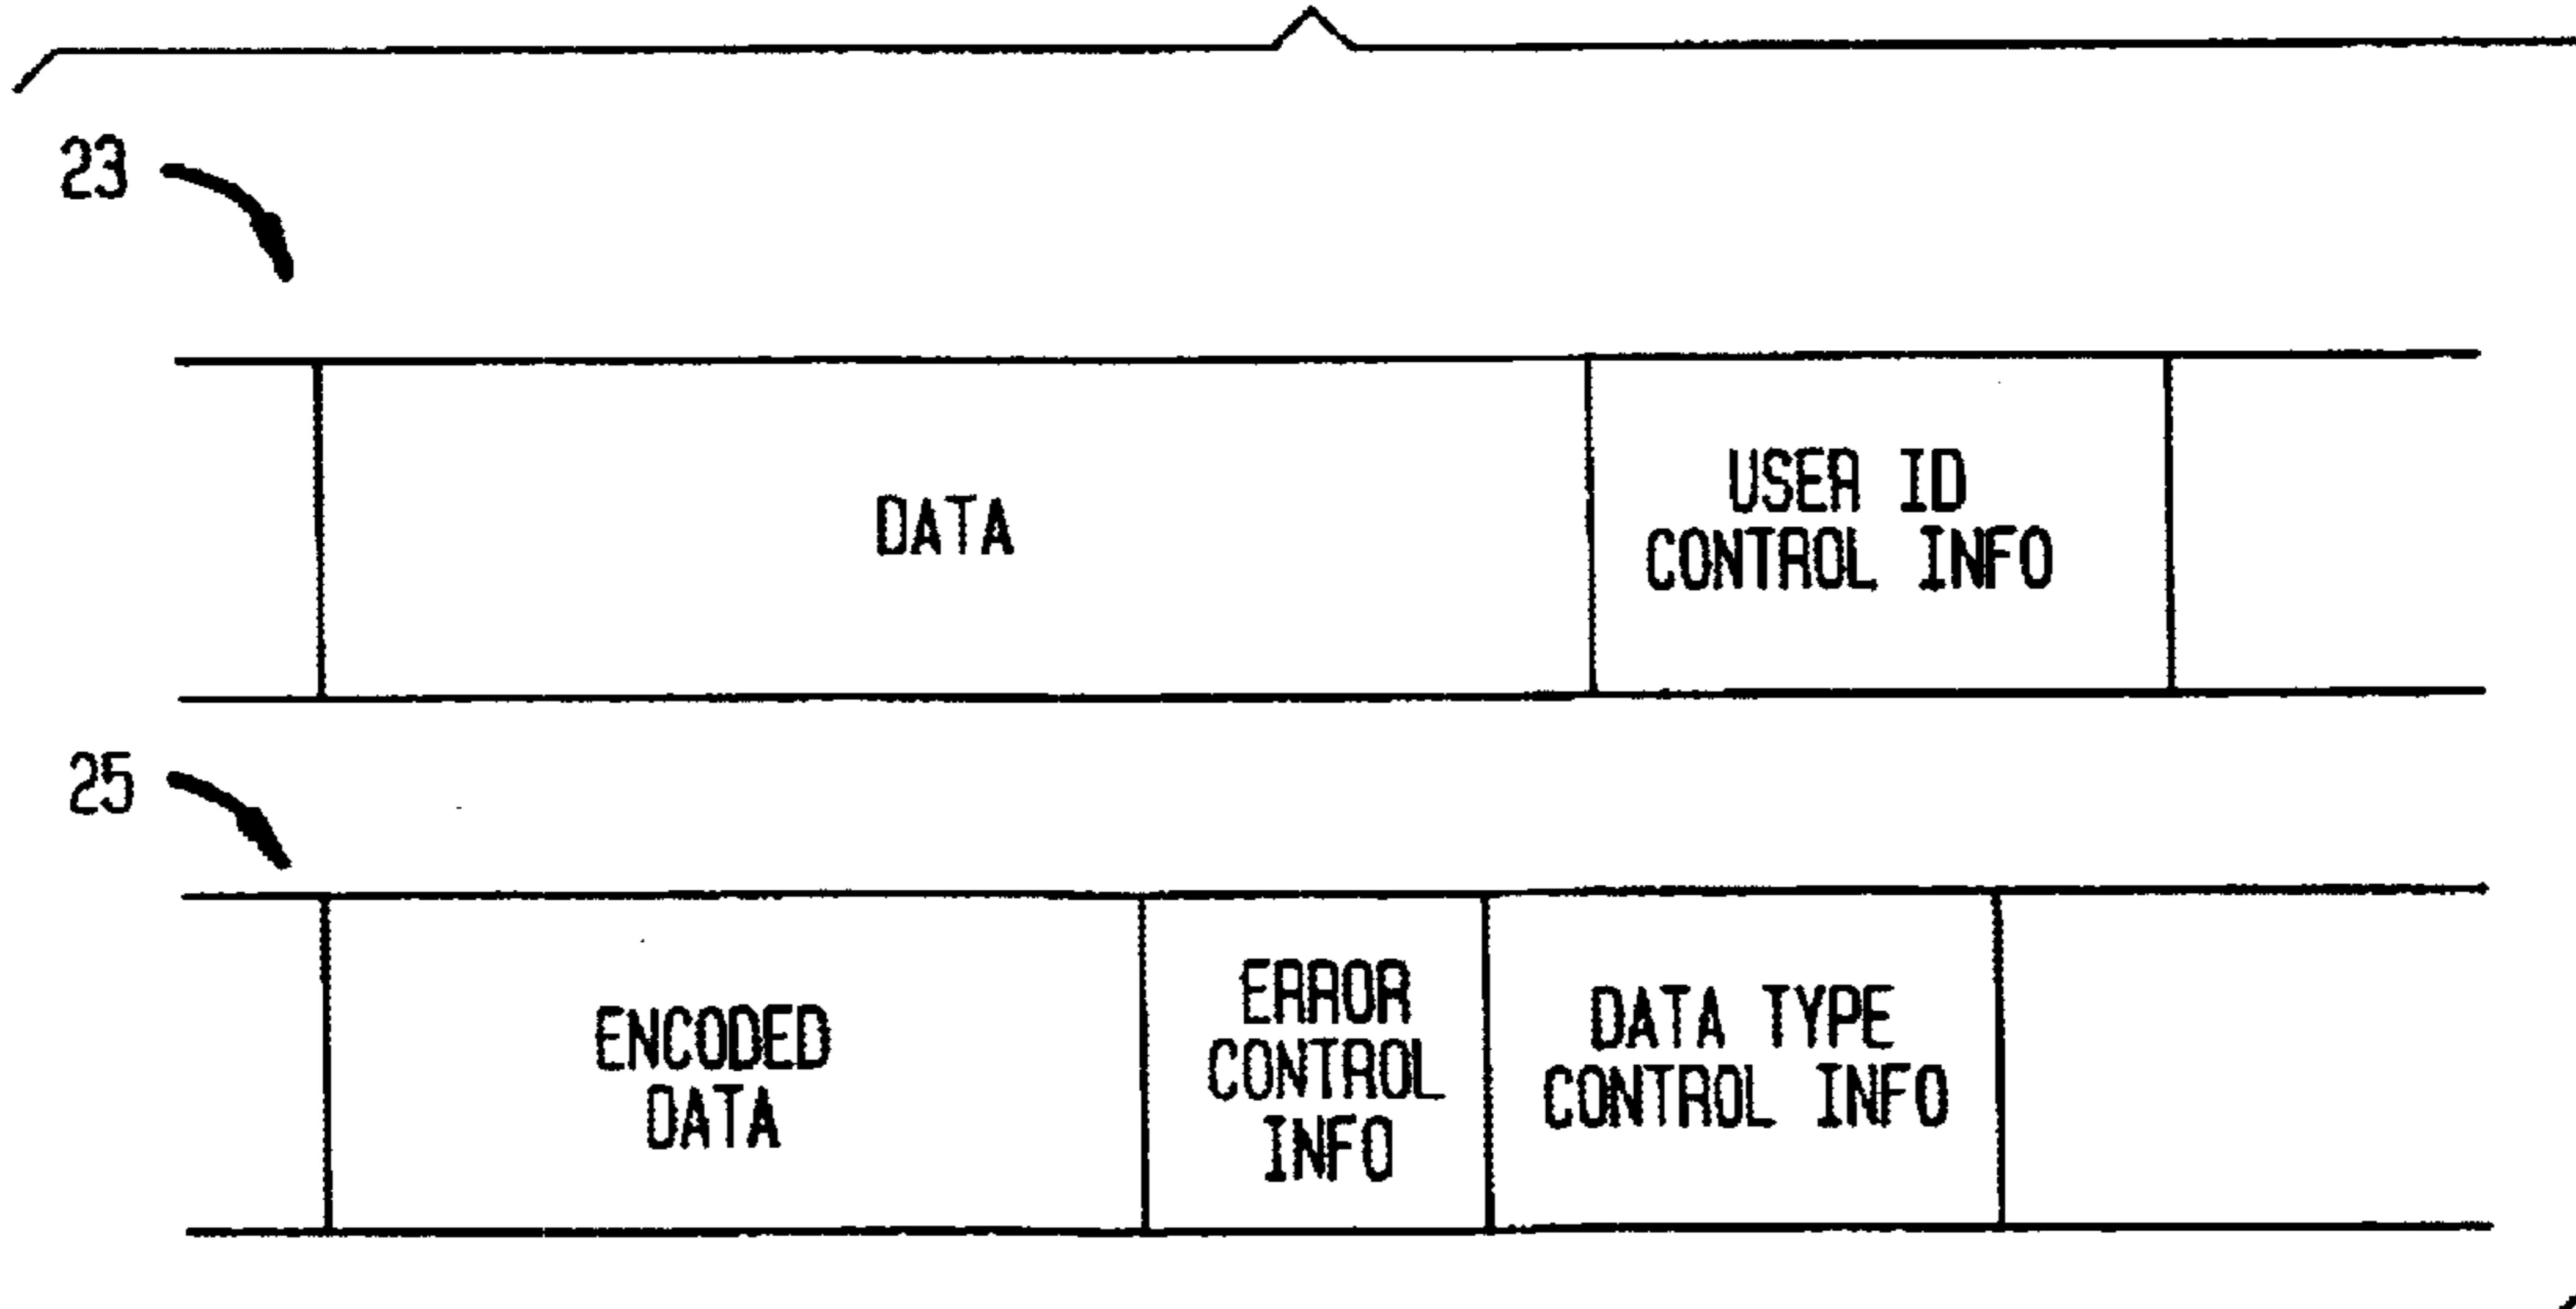 23
DATA
USER ID
CONTROL INFO
25
ENCODED
DATA
ERROR
CONTROL
INFO
DATA TYPE
CONTROL INFO